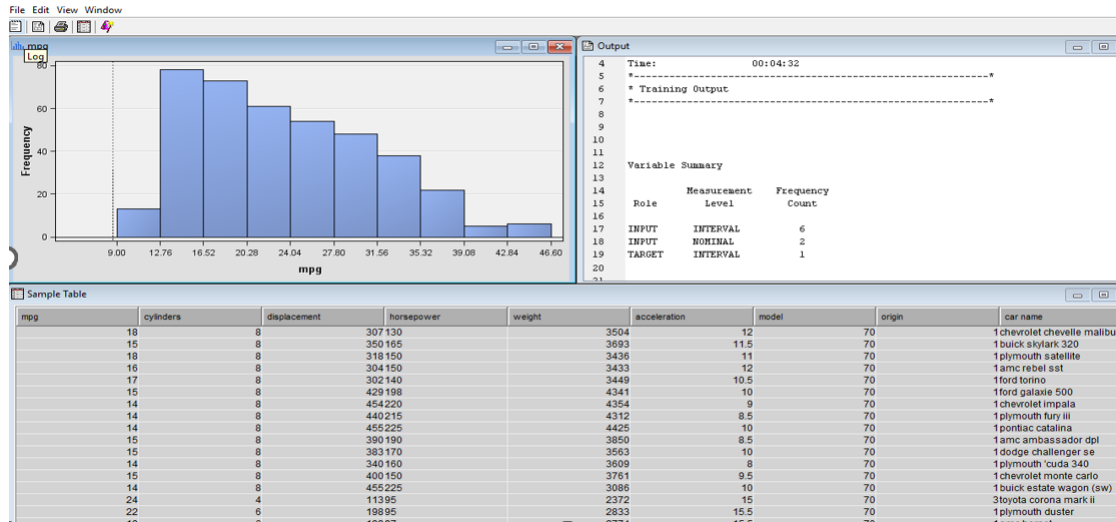 File Edit View Window
mpg
Log
80
60
40
20
0
Frequency
9.00 12.76 16.52 20.28 24.04 27.80 31.56 35.32 39.08 42.84 46.60
mpg
Output
4 Time: 00:04:32
5 *------------------------------------------------------------*
6 * Training Output
7 *------------------------------------------------------------*
8
9
10
11
12 Variable Summary
13
14 Measurement Frequency
15 Role Level Count
16
17 INPUT INTERVAL 6
18 INPUT NOMINAL 2
19 TARGET INTERVAL 1
20
21
Sample Table
mpg cylinders displacement horsepower weight acceleration model origin car name
18 8 307 130 3504 12 70 1 chevrolet chevelle malibu
15 8 350 165 3693 11.5 70 1 buick skylark 320
18 8 318 150 3436 11 70 1 plymouth satellite
16 8 304 150 3433 12 70 1 amc rebel sst
17 8 302 140 3449 10.5 70 1 ford torino
15 8 429 198 4341 10 70 1 ford galaxie 500
14 8 454 220 4354 9 70 1 chevrolet impala
14 8 440 215 4312 8.5 70 1 plymouth fury iii
14 8 455 225 4425 10 70 1 pontiac catalina
15 8 390 190 3850 8.5 70 1 amc ambassador dpl
15 8 383 170 3563 10 70 1 dodge challenger se
14 8 340 160 3609 8 70 1 plymouth 'cuda 340
15 8 400 150 3761 9.5 70 1 chevrolet monte carlo
14 8 455 225 3086 10 70 1 buick estate wagon (sw)
24 4 113 95 2372 15 70 3 toyota corona mark ii
22 6 198 95 2833 15.5 70 1 plymouth duster